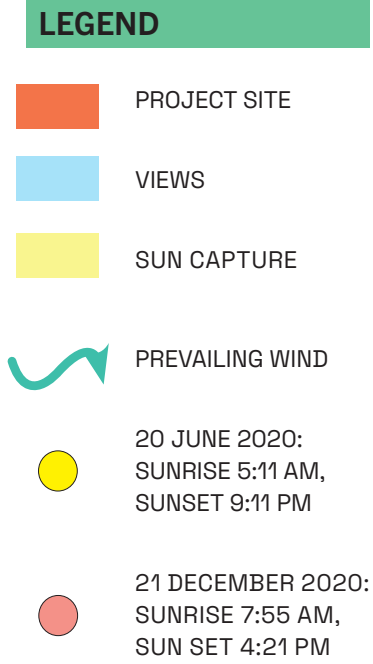 LEGEND
PROJECT SITE
VIEWS
SUN CAPTURE
PREVAILING WIND
20 JUNE 2020:
SUNRISE 5:11 AM,
SUNSET 9:11 PM
21 DECEMBER 2020:
SUNRISE 7:55 AM,
SUN SET 4:21 PM